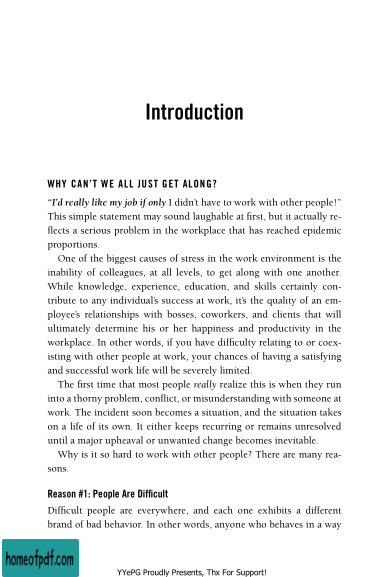 Introduction
WHY CAN'T WE ALL JUST GET ALONG?
“I’d really like my job if only I didn’t have to work with other people!”
This simple statement may sound laughable at first, but it actually re-
flects a serious problem in the workplace that has reached epidemic
proportions.
One of the biggest causes of stress in the work environment is the
inability of colleagues, at all levels, to get along with one another.
While knowledge, experience, education, and skills certainly con-
tribute to any individual’s success at work, it’s the quality of an em-
ployee’s relationships with bosses, coworkers, and clients that will
ultimately determine his or her happiness and productivity in the
workplace. In other words, if you have difficulty relating to or coex-
isting with other people at work, your chances of having a satisfying
and successful work life will be severely limited.
The first time that most people really realize this is when they run
into a thorny problem, conflict, or misunderstanding with someone at
work. The incident soon becomes a situation, and the situation takes
on a life of its own. It either keeps recurring or remains unresolved
until a major upheaval or unwanted change becomes inevitable.
Why is it so hard to work with other people? There are many rea-
sons.
Reason #1: People Are Difficult
Difficult people are everywhere, and each one exhibits a different
brand of bad behavior. In other words, anyone who behaves in a way
homeofpdf.com
YYePG Proudly Presents, Thx For Support!